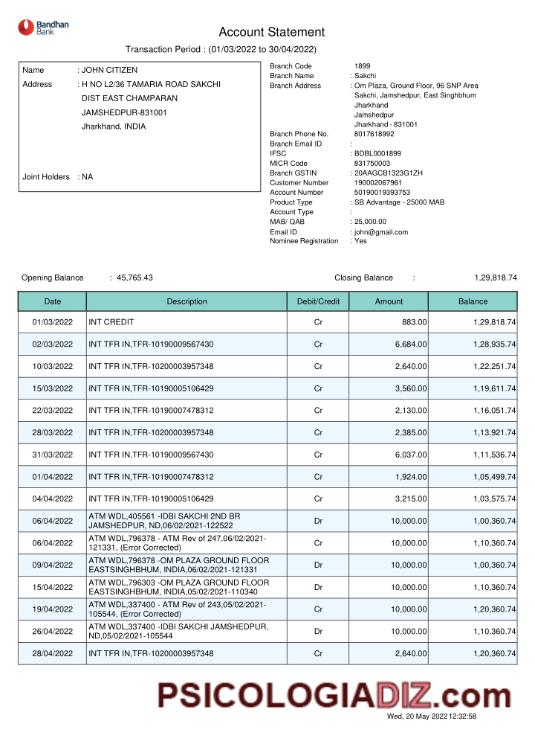 Bandhan
Bank
Account Statement
Transaction Period : (01/03/2022 to 30/04/2022)
Name : JOHN CITIZEN
Address : H NO L2/36 TAMARIA ROAD SAKCHI
DIST EAST CHAMPARAN
JAMSHEDPUR-831001
Jharkhand, INDIA
Joint Holders : NA
Branch Code 1899
Branch Name : Sakchi
Branch Address : Om Plaza, Ground Floor, 96 SNP Area
Sakchi, Jamshedpur, East Singhbhum
Jharkhand
Jamshedpur
Jharkhand - 831001
Branch Phone No. 8017618992
Branch Email ID :
IFSC : BDBL0001899
MICR Code 831750003
Branch GSTIN : 20AAGCB1323G1ZH
Customer Number 190002067961
Account Number : 50190019393753
Product Type : SB Advantage - 25000 MAB
Account Type :
MAB/ QAB : 25,000.00
Email ID : john@gmail.com
Nominee Registration : Yes
Opening Balance : 45,765.43 Closing Balance : 1,29,818.74
Date Description Debit/Credit Amount Balance
01/03/2022 INT CREDIT Cr 883.00 1,29,818.74
02/03/2022 INT TFR IN,TFR-10190009567430 Cr 6,684.00 1,28,935.74
10/03/2022 INT TFR IN,TFR-10200003957348 Cr 2,640.00 1,22,251.74
15/03/2022 INT TFR IN,TFR-10190005106429 Cr 3,560.00 1,19,611.74
22/03/2022 INT TFR IN,TFR-10190007478312 Cr 2,130.00 1,16,051.74
28/03/2022 INT TFR IN,TFR-10200003957348 Cr 2,385.00 1,13,921.74
31/03/2022 INT TFR IN,TFR-10190009567430 Cr 6,037.00 1,11,536.74
01/04/2022 INT TFR IN,TFR-10190007478312 Cr 1,924.00 1,05,499.74
04/04/2022 INT TFR IN,TFR-10190005106429 Cr 3,215.00 1,03,575.74
06/04/2022 ATM WDL,405561 -IDBI SAKCHI 2ND BR Dr 10,000.00 1,00,360.74
JAMSHEDPUR, ND,06/02/2021-122522
06/04/2022 ATM WDL,796378 - ATM Rev of 247,06/02/2021- Cr 10,000.00 1,10,360.74
121331, (Error Corrected)
09/04/2022 ATM WDL,796378 -OM PLAZA GROUND FLOOR Dr 10,000.00 1,00,360.74
EASTSINGHBHUM, INDIA,06/02/2021-121331
15/04/2022 ATM WDL,796303 -OM PLAZA GROUND FLOOR Dr 10,000.00 1,10,360.74
EASTSINGHBHUM, INDIA,05/02/2021-110340
19/04/2022 ATM WDL,337400 - ATM Rev of 243,05/02/2021- Cr 10,000.00 1,20,360.74
105544, (Error Corrected)
26/04/2022 ATM WDL,337400 -IDBI SAKCHI JAMSHEDPUR, Dr 10,000.00 1,10,360.74
ND,05/02/2021-105544
28/04/2022 INT TFR IN,TFR-10200003957348 Cr 2,640.00 1,20,360.74
PSICOLOGIADIZ.com
Wed, 20 May 2022 12:32:58